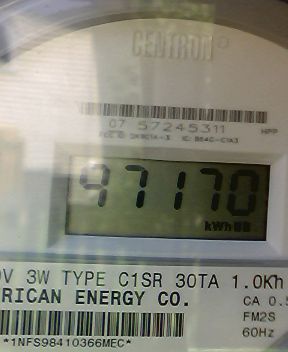 CENTRON
07 57245311 HPP
97170
kWh
V 3W TYPE C1SR 30TA 1.0Kh
RICAN ENERGY CO.
CA 0.5
FM2S
60Hz
*1NFS98410366MEC*